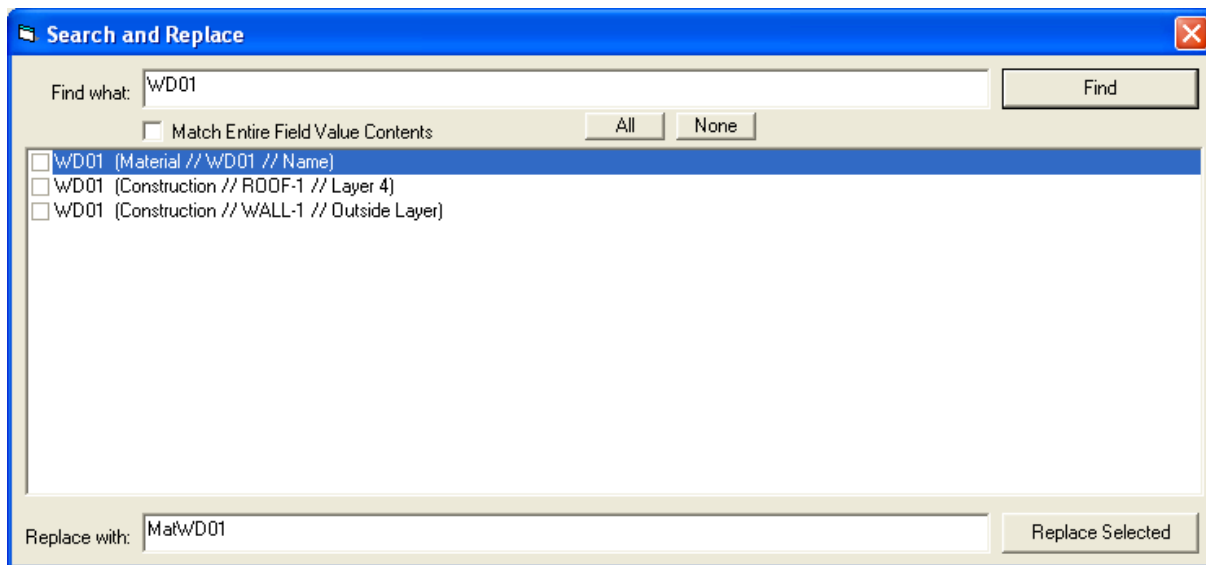 Search and Replace
Find what: WD01 Find
Match Entire Field Value Contents All None
WD01 (Material // WD01 // Name)
WD01 (Construction // ROOF-1 // Layer 4)
WD01 (Construction // WALL-1 // Outside Layer)
Replace with: MatWD01 Replace Selected